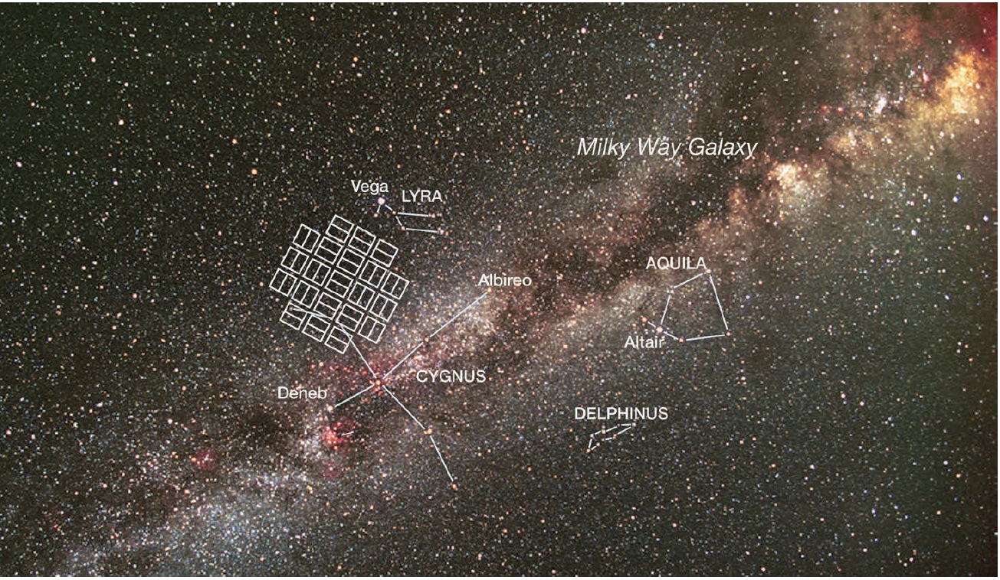 Milky Way Galaxy
Vega
LYRA
AQUILA
Albireo
Altair
CYGNUS
Deneb
DELPHINUS